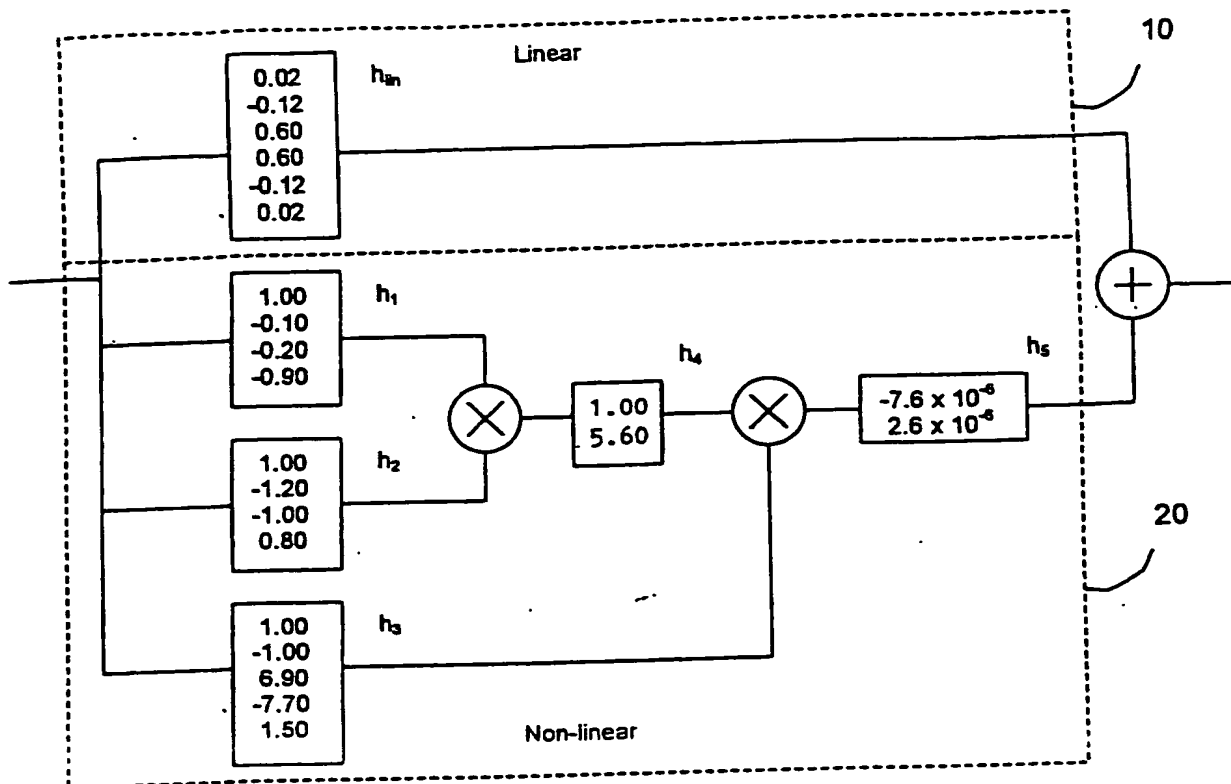 Linear
10
h_lin
0.02
-0.12
0.60
0.60
-0.12
0.02
h₁
1.00
-0.10
-0.20
-0.90
h₂
1.00
-1.20
-1.00
0.80
h₄
1.00
5.60
h₅
-7.6 x 10⁻⁶
2.6 x 10⁻⁶
h₃
1.00
-1.00
6.90
-7.70
1.50
20
Non-linear